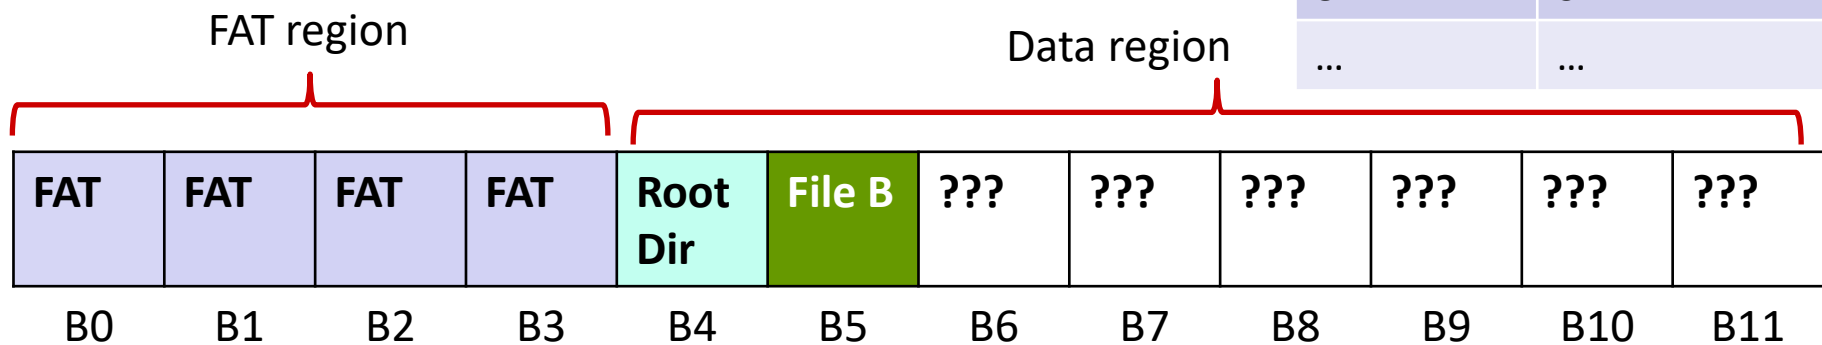 FAT region
Data region
... ...
FAT FAT FAT FAT Root Dir File B ??? ??? ??? ??? ??? ???
B0 B1 B2 B3 B4 B5 B6 B7 B8 B9 B10 B11